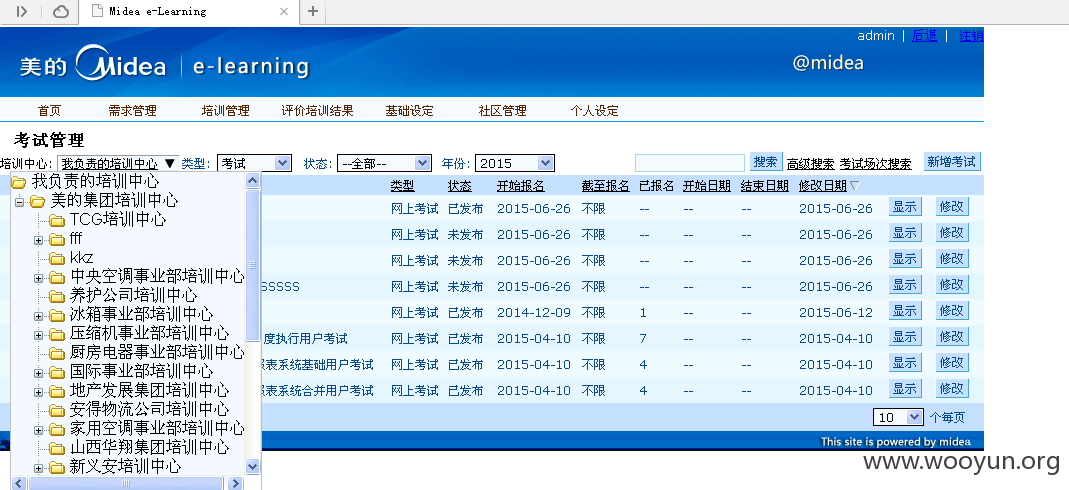 Midea e-Learning
admin | 后退 | 注销
美的 Midea e-learning @midea
首页 需求管理 培训管理 评价培训结果 基础设定 社区管理 个人设定
考试管理
培训中心: 我负责的培训中心 类型: 考试 状态: --全部-- 年份: 2015 搜索 高级搜索 考试场次搜索 新增考试
我负责的培训中心 类型 状态 开始报名 截至报名 已报名 开始日期 结束日期 修改日期
美的集团培训中心
TCG培训中心 网上考试 已发布 2015-06-26 不限 -- -- -- 2015-06-26 显示 修改
fff 网上考试 未发布 2015-06-26 不限 -- -- -- 2015-06-26 显示 修改
kkz 网上考试 未发布 2015-06-26 不限 -- -- -- 2015-06-26 显示 修改
中央空调事业部培训中心 SSSSS 网上考试 已发布 2015-06-26 不限 -- -- -- 2015-06-26 显示 修改
养护公司培训中心
冰箱事业部培训中心 网上考试 已发布 2014-12-09 不限 1 -- -- 2015-06-12 显示 修改
压缩机事业部培训中心 度执行用户考试 网上考试 已发布 2015-04-10 不限 7 -- -- 2015-04-10 显示 修改
厨房电器事业部培训中心
国际事业部培训中心 表系统基础用户考试 网上考试 已发布 2015-04-10 不限 4 -- -- 2015-04-10 显示 修改
地产发展集团培训中心 表系统合并用户考试 网上考试 已发布 2015-04-10 不限 4 -- -- 2015-04-10 显示 修改
安得物流公司培训中心 10 个每页
家用空调事业部培训中心
山西华翔集团培训中心 This site is powered by midea
新义安培训中心
www.wooyun.org